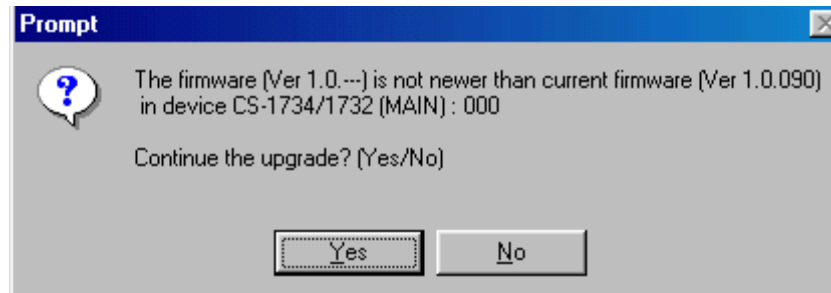 Prompt
The firmware (Ver 1.0.---) is not newer than current firmware (Ver 1.0.090)
in device CS-1734/1732 (MAIN) : 000
Continue the upgrade? (Yes/No)
Yes No